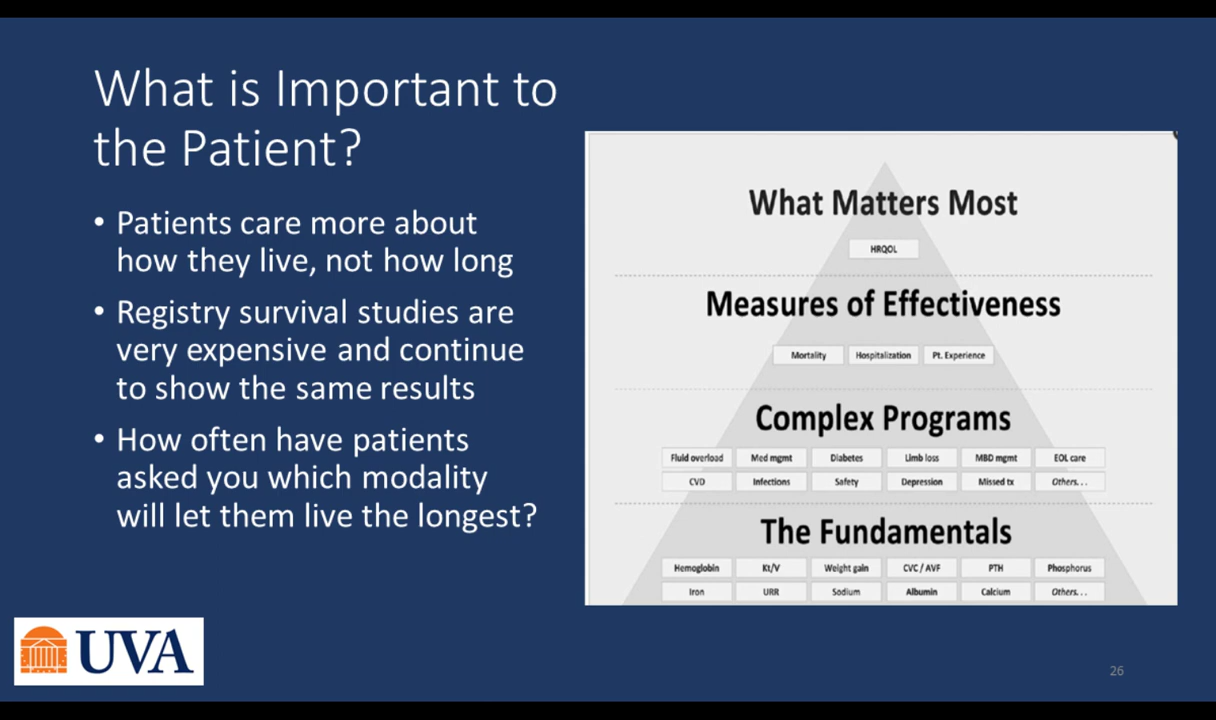 What is Important to
the Patient?
• Patients care more about
how they live, not how long
• Registry survival studies are
very expensive and continue
to show the same results
• How often have patients
asked you which modality
will let them live the longest?
What Matters Most
HRQOL
Measures of Effectiveness
Mortality Hospitalization Pt. Experience
Complex Programs
Fluid overload Med mgmt Diabetes Limb loss MBD mgmt EOL care
CVD Infections Safety Depression Missed tx Others...
The Fundamentals
Hemoglobin Kt/V Weight gain CVC / AVF PTH Phosphorus
Iron URR Sodium Albumin Calcium Others...
UVA
26